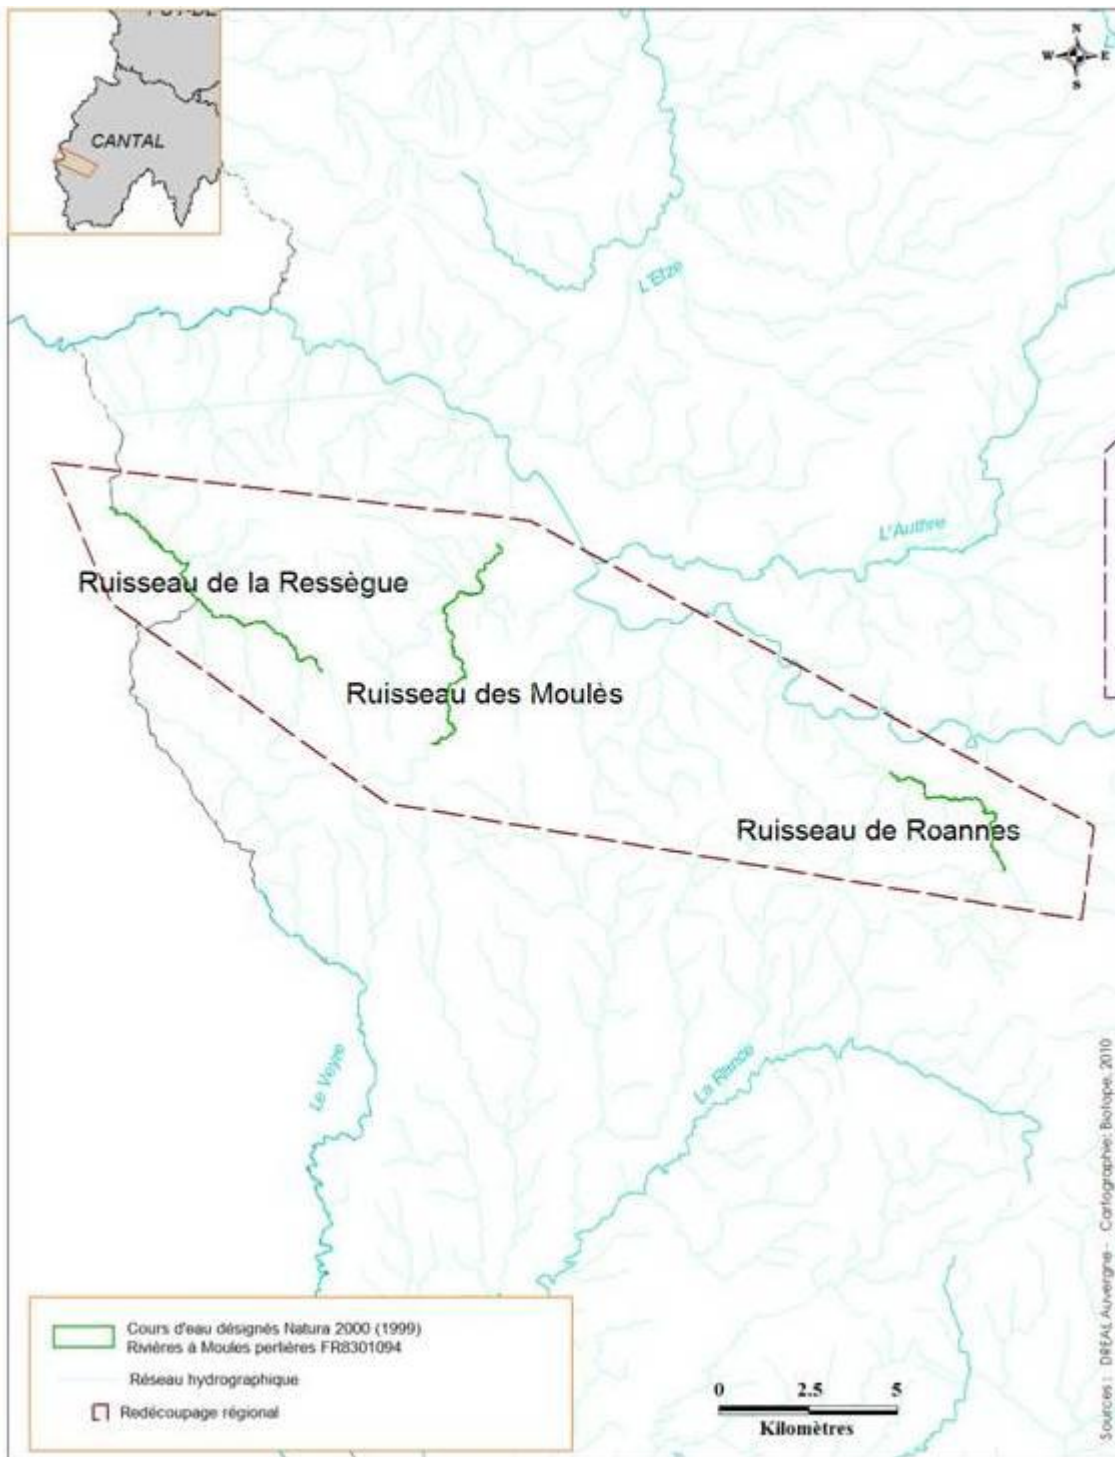 CANTAL
N
W E
S
L'Etze
L'Authre
Ruisseau de la Ressègue
Ruisseau des Moulès
Ruisseau de Roannes
Le Veyre
La Rance
Cours d'eau désignés Natura 2000 (1999)
Rivières à Moules perlières FR8301094
Réseau hydrographique
Redécoupage régional
0 2.5 5
Kilomètres
Sources : DREAL Auvergne - Cartographie: Biotope, 2010